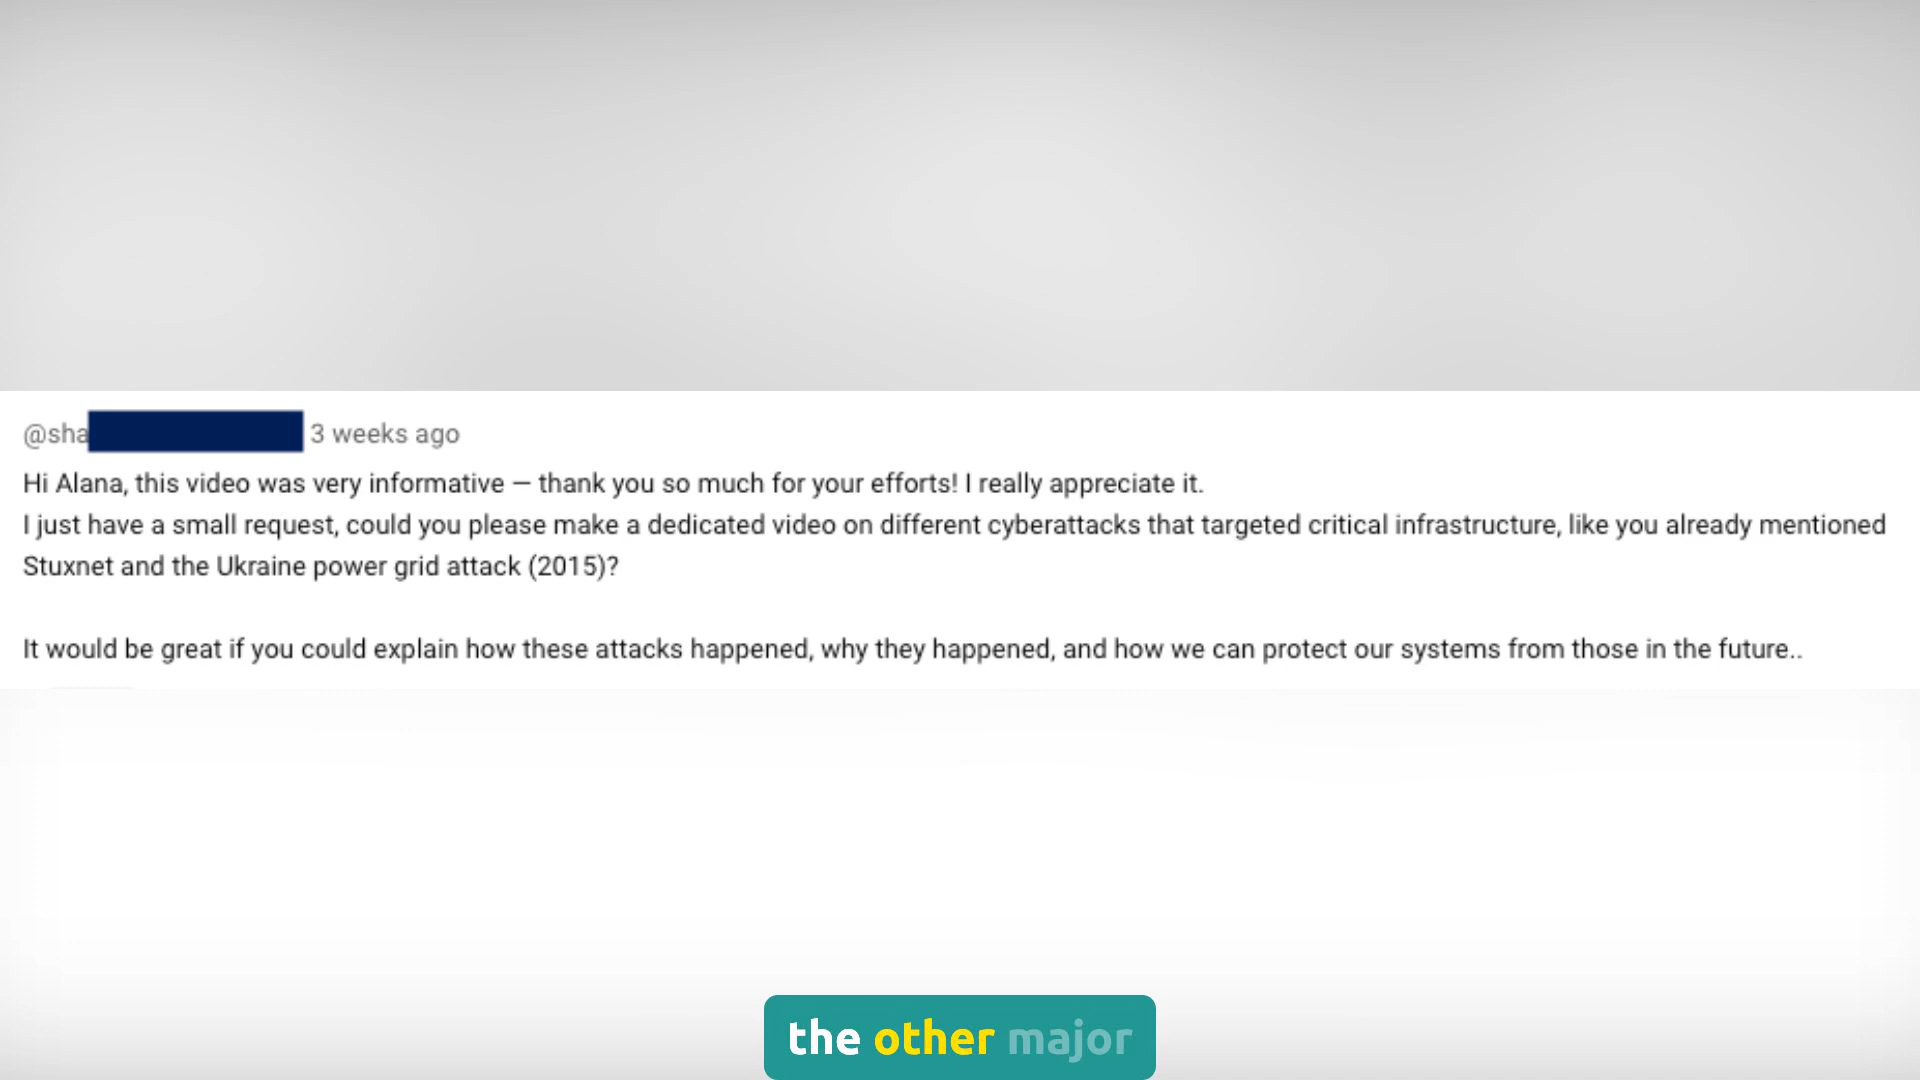 @sha 3 weeks ago
Hi Alana, this video was very informative — thank you so much for your efforts! I really appreciate it.
I just have a small request, could you please make a dedicated video on different cyberattacks that targeted critical infrastructure, like you already mentioned
Stuxnet and the Ukraine power grid attack (2015)?
It would be great if you could explain how these attacks happened, why they happened, and how we can protect our systems from those in the future..
the other major